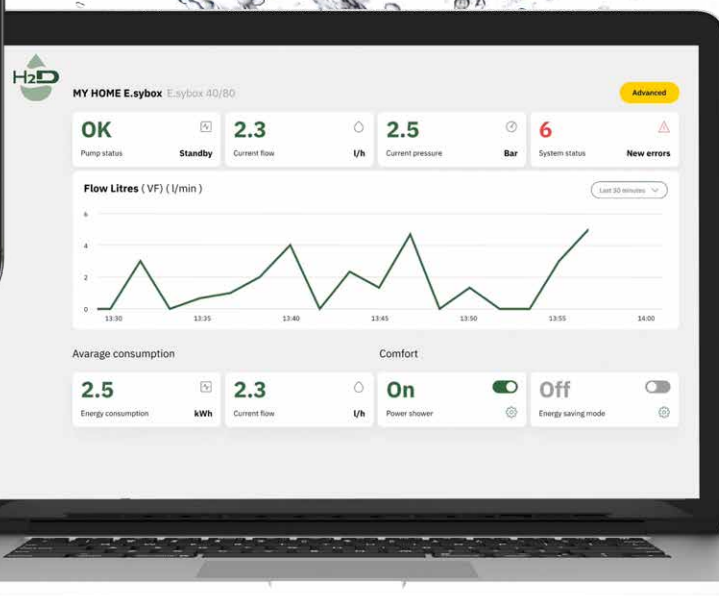 H2D
MY HOME E.sybox E.sybox 40/80
Advanced
OK
Pump status Standby
2.3
Current flow l/h
2.5
Current pressure Bar
6
System status New errors
Flow Litres ( VF) ( l/min )
Last 30 minutes
6
4
2
0
13:30 13:35 13:40 13:45 13:50 13:55 14:00
Avarage consumption
Comfort
2.5
Energy consumption kWh
2.3
Current flow l/h
On
Power shower
Off
Energy saving mode